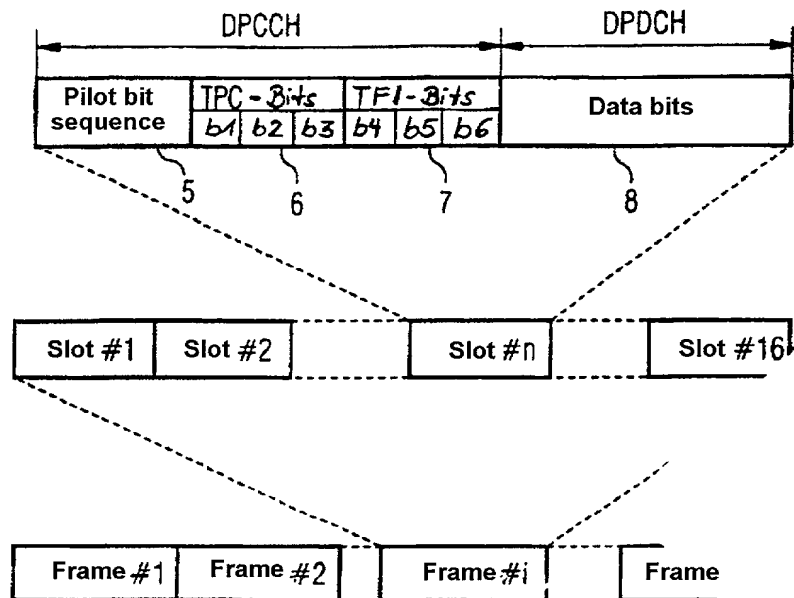 DPCCH DPDCH
Pilot bit sequence TPC-Bits TFI-Bits Data bits
b1 b2 b3 b4 b5 b6
5 6 7 8
Slot #1 Slot #2 Slot #n Slot #16
Frame #1 Frame #2 Frame #i Frame